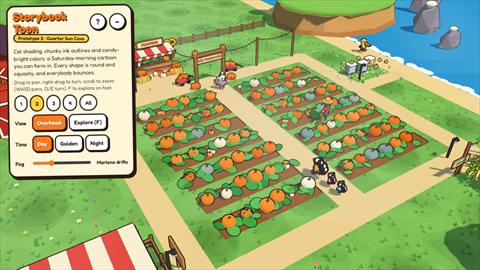 Storybook
Toon
?
–
Prototype 2 · Quarter Sun Cove
Cel shading, chunky ink outlines and candy-
bright colors: a Saturday-morning cartoon
you can farm in. Every shape is round and
squashy, and everybody bounces.
Drag to pan, right-drag to turn, scroll to zoom
(WASD pans, Q/E turn). F to explore on foot.
1
2
3
4
All
View
Overhead
Explore (F)
Time
Day
Golden
Night
Fog
Marlene drifts